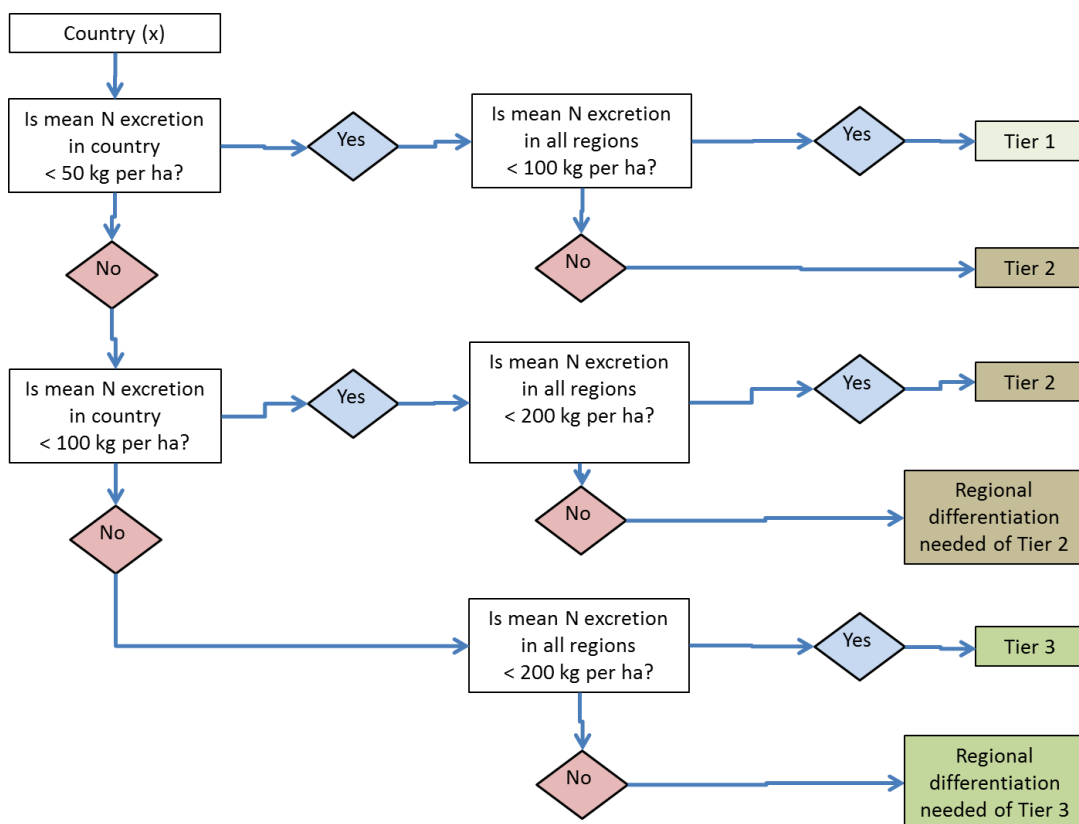 Country (x)
Is mean N excretion
in country
< 50 kg per ha?
Yes
Is mean N excretion
in all regions
< 100 kg per ha?
Yes
Tier 1
No
No
Tier 2
Is mean N excretion
in country
< 100 kg per ha?
Yes
Is mean N excretion
in all regions
< 200 kg per ha?
Yes
Tier 2
No
No
Regional
differentiation
needed of Tier 2
Is mean N excretion
in all regions
< 200 kg per ha?
Yes
Tier 3
No
Regional
differentiation
needed of Tier 3